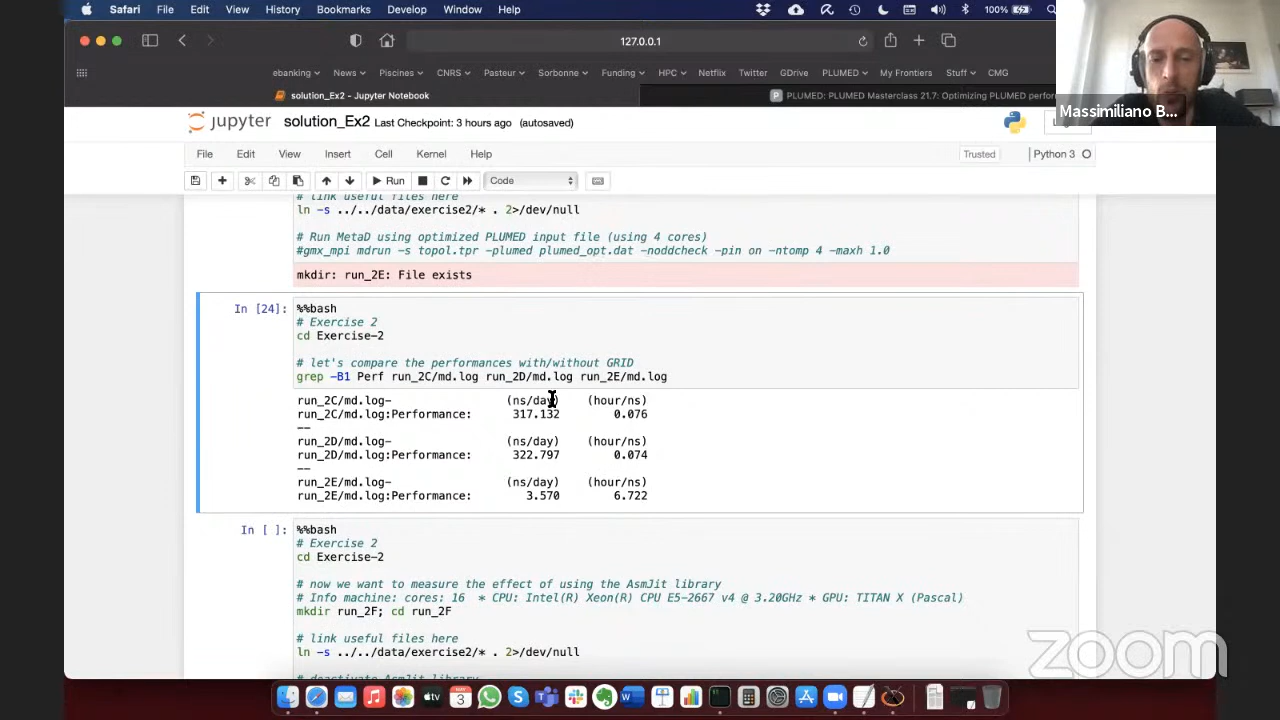 Safari File Edit View History Bookmarks Develop Window Help 100%
127.0.0.1
ebanking News Piscines CNRS Pasteur Sorbonne Funding HPC Netflix Twitter GDrive PLUMED My Frontiers Stuff CMG
solution_Ex2 - Jupyter Notebook
PLUMED: PLUMED Masterclass 21.7: Optimizing PLUMED perfor
Massimiliano B...
jupyter solution_Ex2 Last Checkpoint: 3 hours ago (autosaved)
File Edit View Insert Cell Kernel Help Trusted Python 3
Run Code
# link useful files here
ln -s ../../data/exercise2/* . 2>/dev/null
# Run MetaD using optimized PLUMED input file (using 4 cores)
#gmx_mpi mdrun -s topol.tpr -plumed plumed_opt.dat -noddcheck -pin on -ntomp 4 -maxh 1.0
mkdir: run_2E: File exists
In [24]: %%bash
# Exercise 2
cd Exercise-2
# let's compare the performances with/without GRID
grep -B1 Perf run_2C/md.log run_2D/md.log run_2E/md.log
run_2C/md.log- (ns/day) (hour/ns)
run_2C/md.log:Performance: 317.132 0.076
--
run_2D/md.log- (ns/day) (hour/ns)
run_2D/md.log:Performance: 322.797 0.074
--
run_2E/md.log- (ns/day) (hour/ns)
run_2E/md.log:Performance: 3.570 6.722
In [ ]: %%bash
# Exercise 2
cd Exercise-2
# now we want to measure the effect of using the AsmJit library
# Info machine: cores: 16 * CPU: Intel(R) Xeon(R) CPU E5-2667 v4 @ 3.20GHz * GPU: TITAN X (Pascal)
mkdir run_2F; cd run_2F
# link useful files here
ln -s ../../data/exercise2/* . 2>/dev/null
# deactivate AsmJit library
zoom
tv
MAY
3